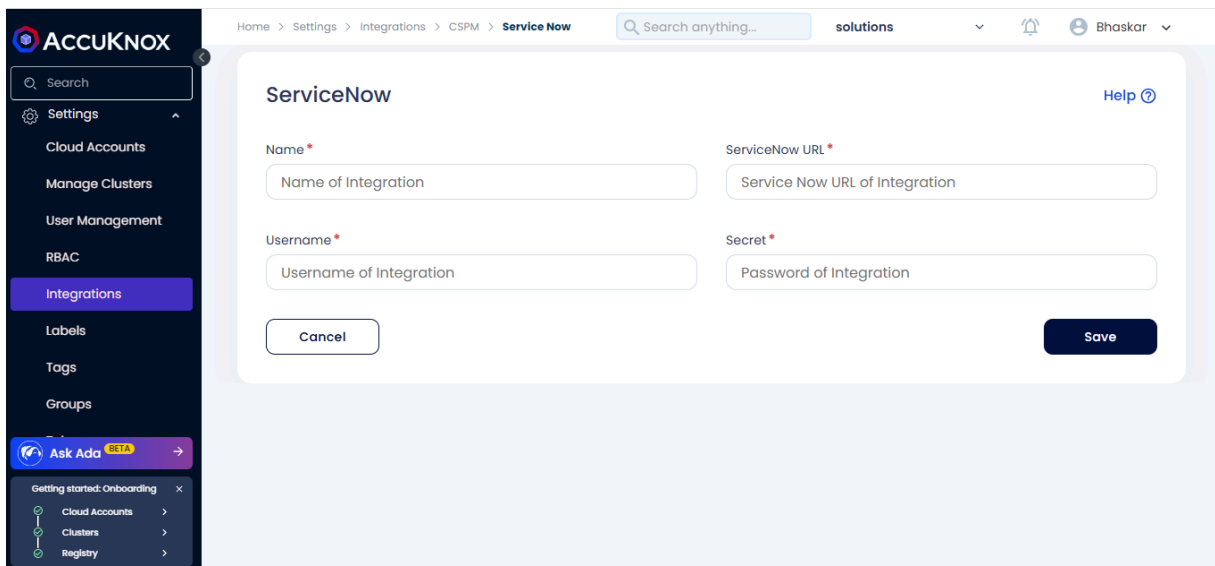 ACCUKNOX
Search
Settings
Cloud Accounts
Manage Clusters
User Management
RBAC
Integrations
Labels
Tags
Groups
Ask Ada BETA
Getting started: Onboarding
Cloud Accounts
Clusters
Registry
Home > Settings > Integrations > CSPM > Service Now
Search anything...
solutions
Bhaskar
ServiceNow
Help
Name *
Name of Integration
ServiceNow URL *
Service Now URL of Integration
Username *
Username of Integration
Secret *
Password of Integration
Cancel
Save